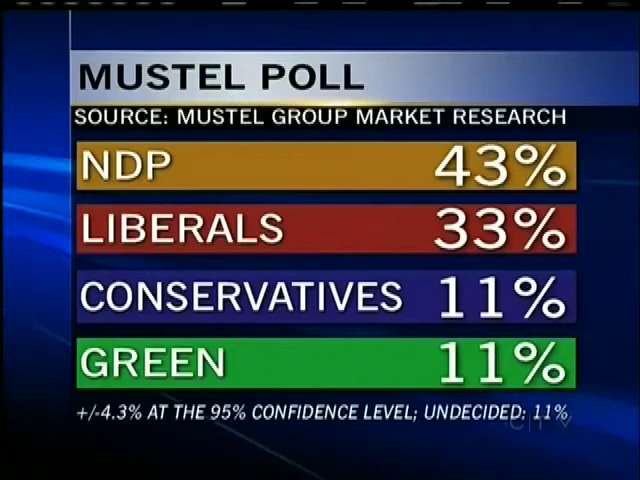 MUSTEL POLL
SOURCE: MUSTEL GROUP MARKET RESEARCH
NDP 43%
LIBERALS 33%
CONSERVATIVES 11%
GREEN 11%
+/-4.3% AT THE 95% CONFIDENCE LEVEL; UNDECIDED: 11%
CTV